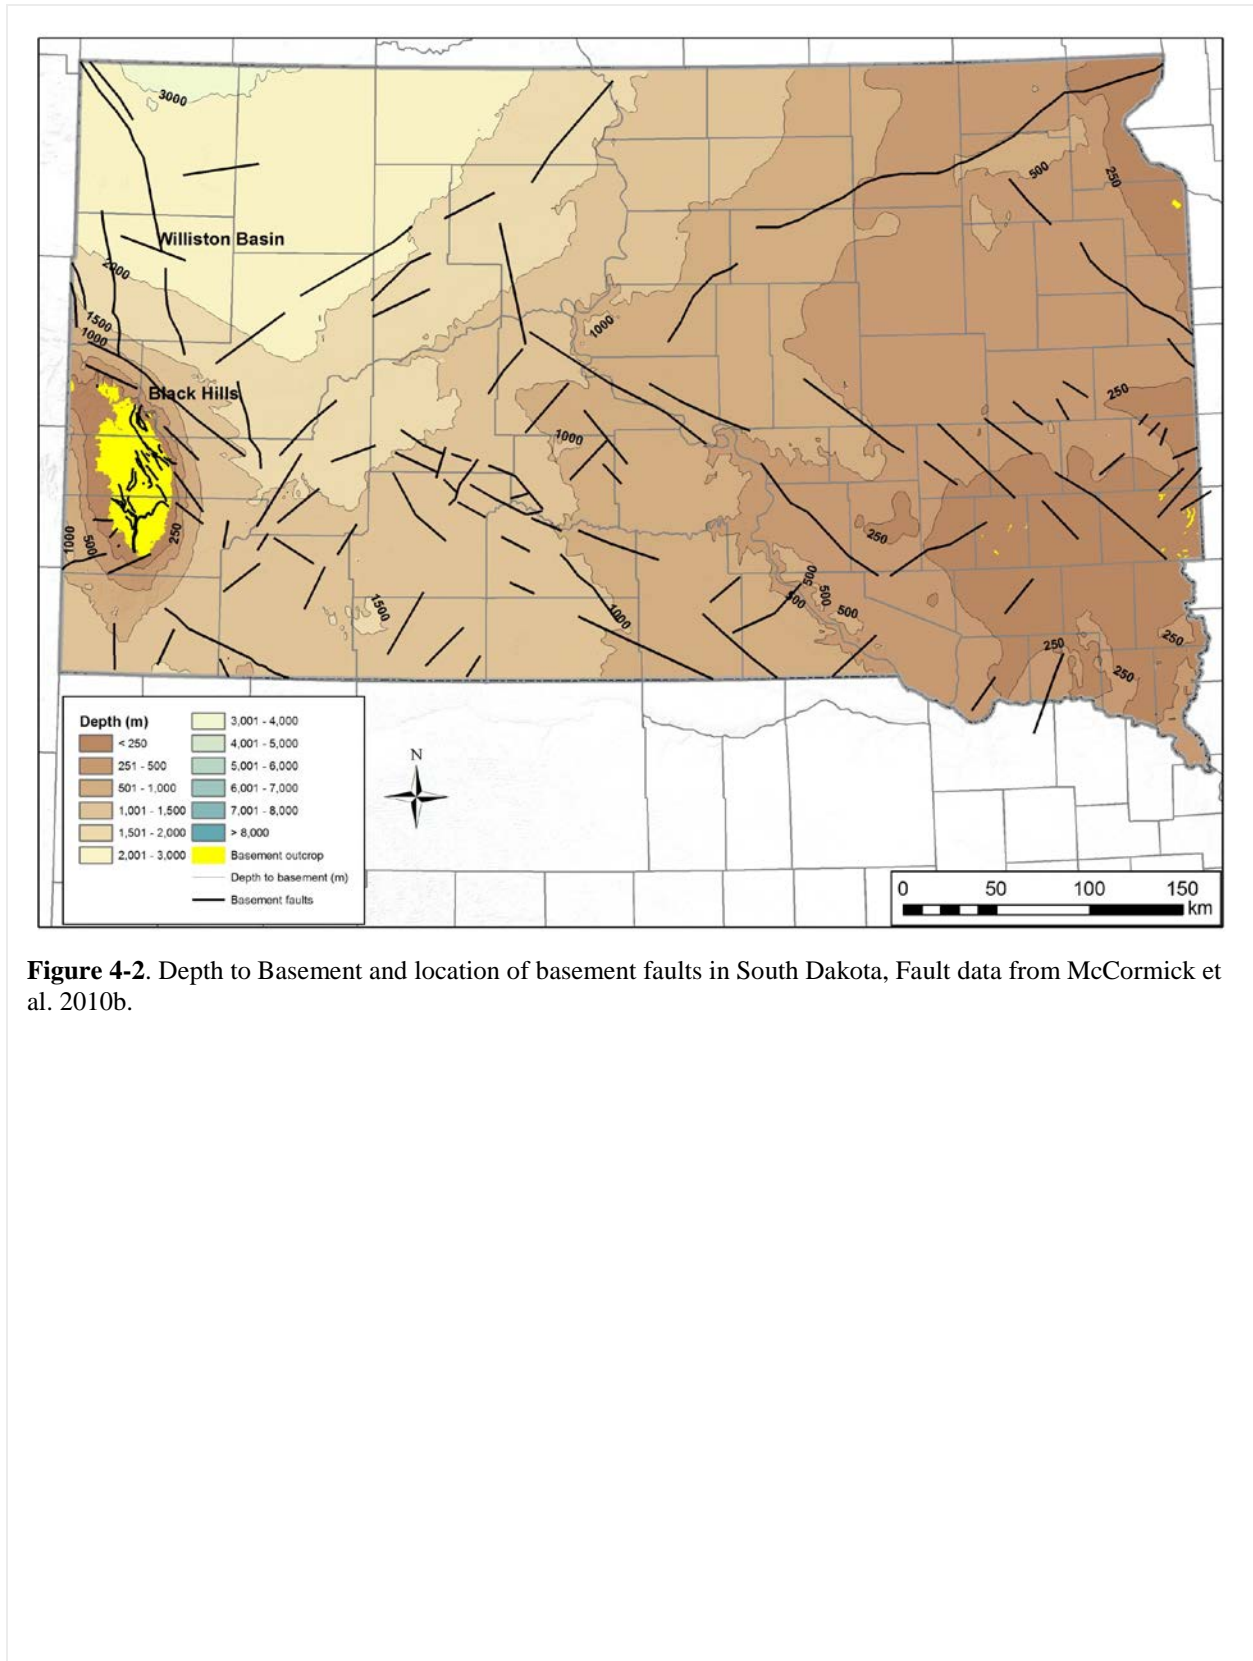 3000
500
250
Williston Basin
2000
1500
1000
1000
Black Hills
250
1000
1000
500
250
250
500
500
500
500
1500
1000
250
250
250
Depth (m)
< 250
251 - 500
501 - 1,000
1,001 - 1,500
1,501 - 2,000
2,001 - 3,000
3,001 - 4,000
4,001 - 5,000
5,001 - 6,000
6,001 - 7,000
7,001 - 8,000
> 8,000
Basement outcrop
Depth to basement (m)
Basement faults
N
0 50 100 150
km
Figure 4-2. Depth to Basement and location of basement faults in South Dakota, Fault data from McCormick et
al. 2010b.